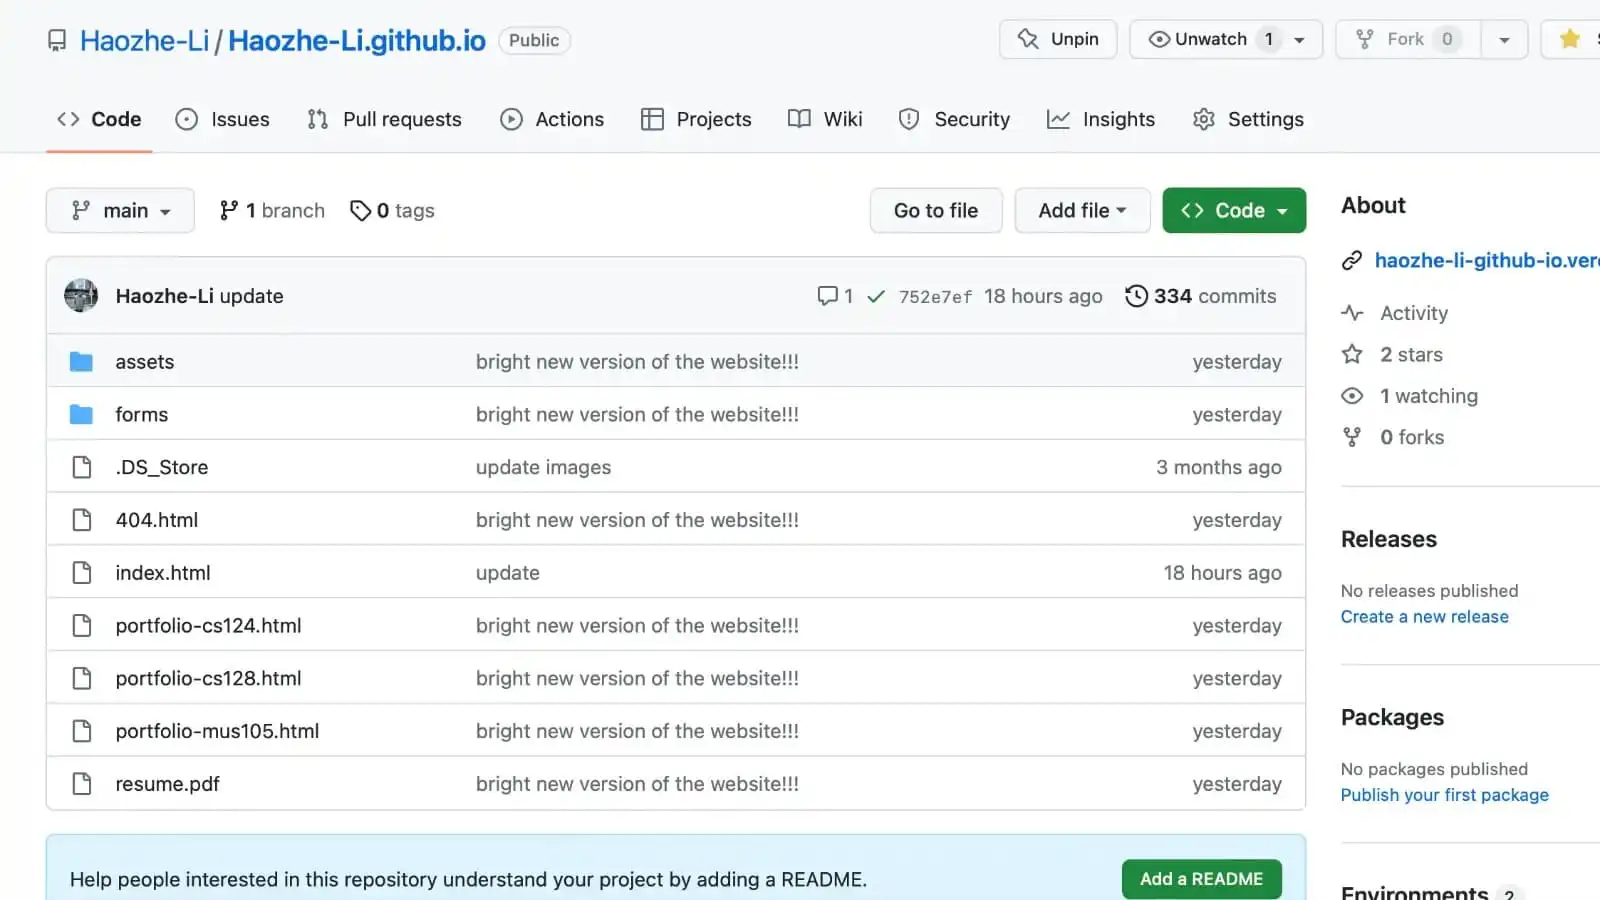 Haozhe-Li/Haozhe-Li.github.io Public Unpin Unwatch 1 Fork 0
Code Issues Pull requests Actions Projects Wiki Security Insights Settings
main 1 branch 0 tags Go to file Add file Code
Haozhe-Li update 1 752e7ef 18 hours ago 334 commits
assets bright new version of the website!!! yesterday
forms bright new version of the website!!! yesterday
.DS_Store update images 3 months ago
404.html bright new version of the website!!! yesterday
index.html update 18 hours ago
portfolio-cs124.html bright new version of the website!!! yesterday
portfolio-cs128.html bright new version of the website!!! yesterday
portfolio-mus105.html bright new version of the website!!! yesterday
resume.pdf bright new version of the website!!! yesterday
Help people interested in this repository understand your project by adding a README. Add a README
About
haozhe-li-github-io.ver
Activity
2 stars
1 watching
0 forks
Releases
No releases published
Create a new release
Packages
No packages published
Publish your first package
Environments 2